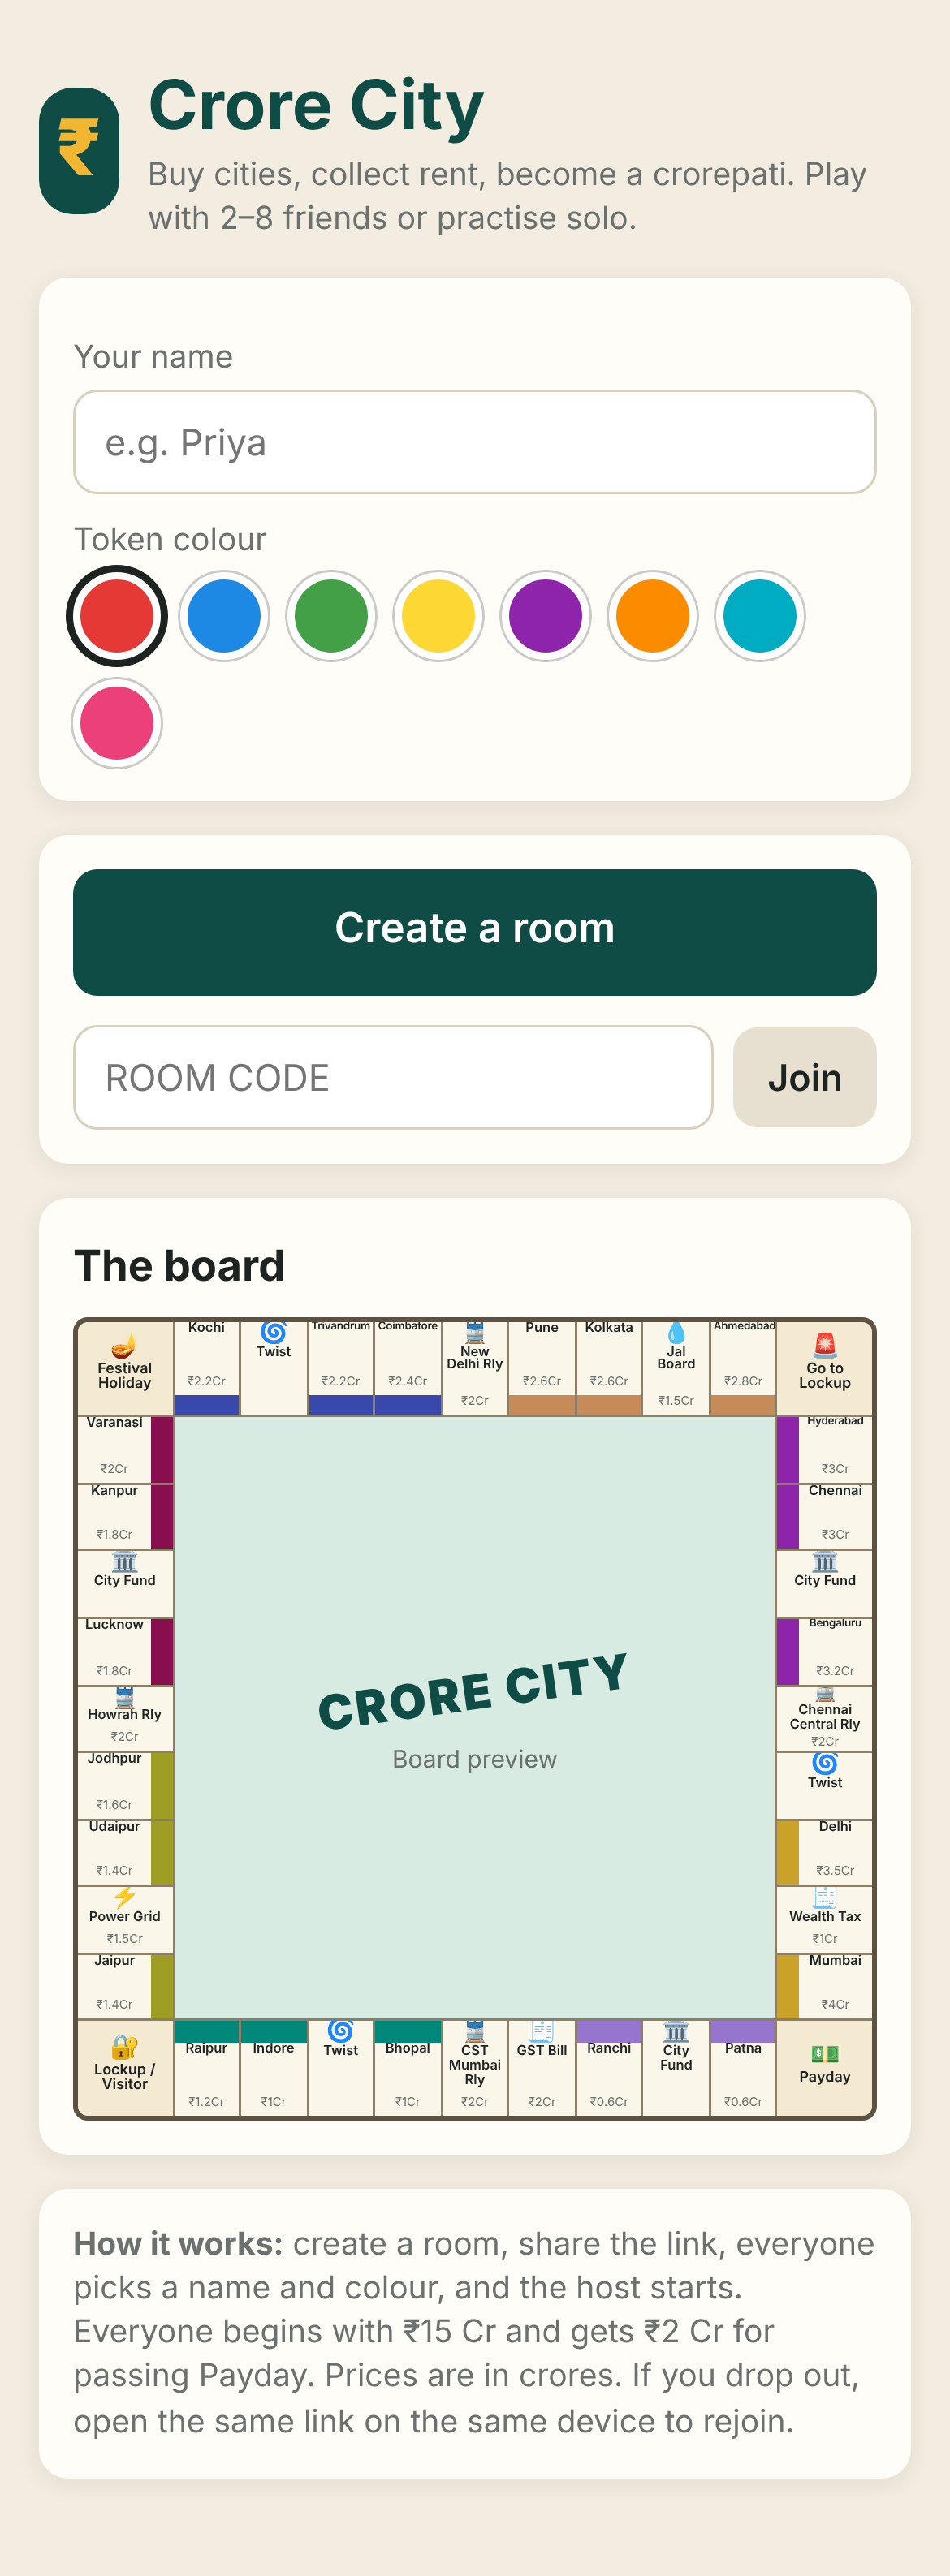 ₹
Crore City
Buy cities, collect rent, become a crorepati. Play
with 2–8 friends or practise solo.
Your name
e.g. Priya
Token colour
Create a room
ROOM CODE
Join
The board
Festival
Holiday
Kochi
₹2.2Cr
Twist
Trivandrum
₹2.2Cr
Coimbatore
₹2.4Cr
New
Delhi Rly
₹2Cr
Pune
₹2.6Cr
Kolkata
₹2.6Cr
Jal
Board
₹1.5Cr
Ahmedabad
₹2.8Cr
Go to
Lockup
Varanasi
₹2Cr
Hyderabad
₹3Cr
Kanpur
₹1.8Cr
Chennai
₹3Cr
City Fund
City Fund
Lucknow
₹1.8Cr
Bengaluru
₹3.2Cr
Howrah Rly
₹2Cr
Chennai
Central Rly
₹2Cr
CRORE CITY
Board preview
Jodhpur
₹1.6Cr
Twist
Udaipur
₹1.4Cr
Delhi
₹3.5Cr
Power Grid
₹1.5Cr
Wealth Tax
₹1Cr
Jaipur
₹1.4Cr
Mumbai
₹4Cr
Lockup /
Visitor
Raipur
₹1.2Cr
Indore
₹1Cr
Twist
Bhopal
₹1Cr
CST
Mumbai
Rly
₹2Cr
GST Bill
₹2Cr
Ranchi
₹0.6Cr
City
Fund
Patna
₹0.6Cr
Payday
How it works: create a room, share the link, everyone
picks a name and colour, and the host starts.
Everyone begins with ₹15 Cr and gets ₹2 Cr for
passing Payday. Prices are in crores. If you drop out,
open the same link on the same device to rejoin.